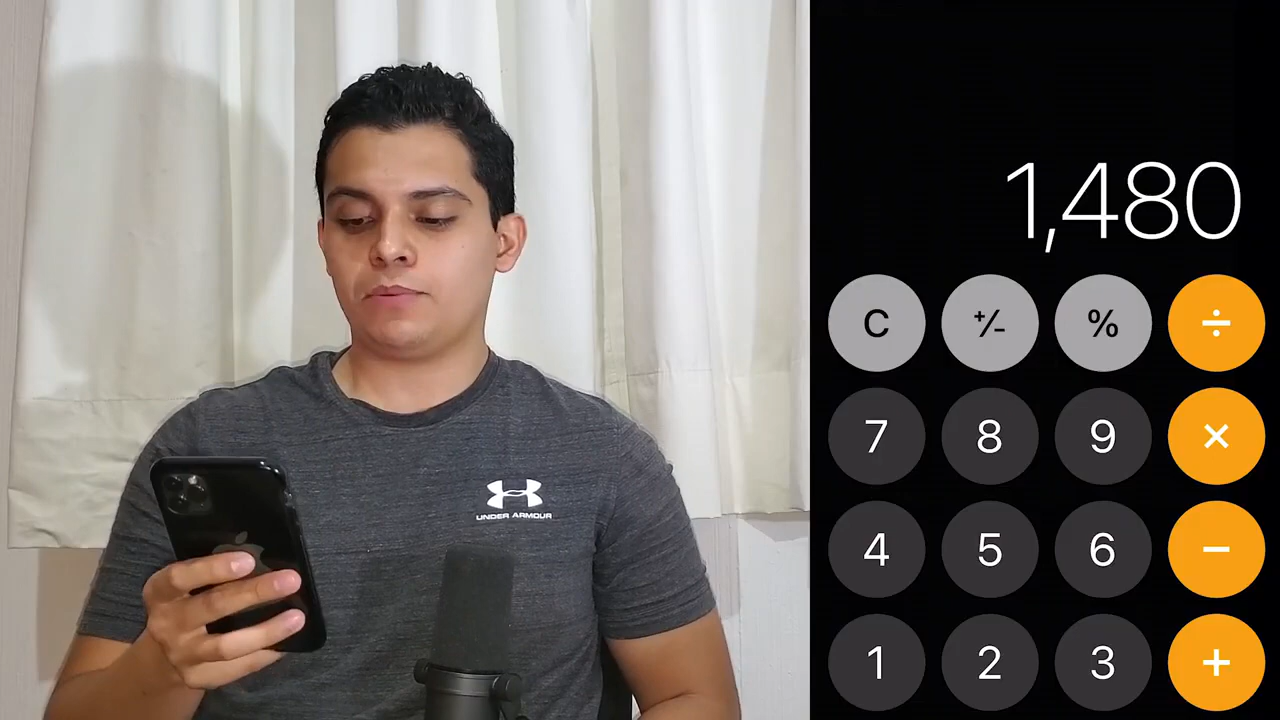 UNDER ARMOUR
1,480
C +/- % ÷
7 8 9 ×
4 5 6 −
1 2 3 +